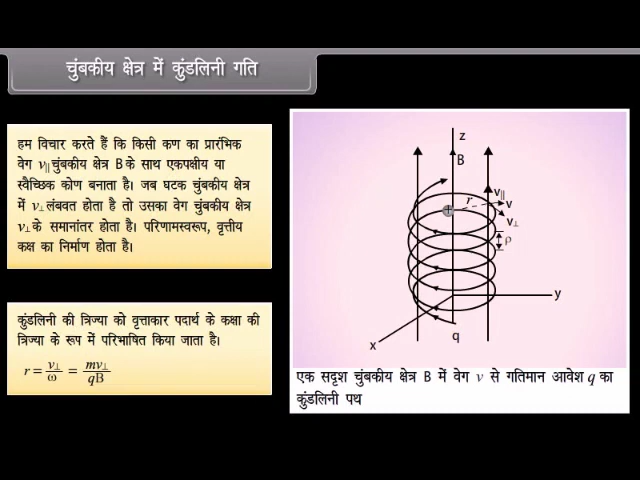 चुंबकीय क्षेत्र में कुंडलिनी गति
हम विचार करते हैं कि किसी कण का प्रारंभिक
वेग v|| चुंबकीय क्षेत्र B के साथ एकपक्षीय या
स्वैच्छिक कोण बनाता है। जब घटक चुंबकीय क्षेत्र
में v⊥ लंबवत होता है तो उसका वेग चुंबकीय क्षेत्र
v⊥ के समानांतर होता है। परिणामस्वरूप, वृत्तीय
कक्ष का निर्माण होता है।
कुंडलिनी की त्रिज्या को वृत्ताकार पदार्थ के कक्षा की
त्रिज्या के रूप में परिभाषित किया जाता है।
r = v⊥/ω = mv⊥/qB
z
B
v||
r
v
v⊥
ρ
y
x
q
एक सदृश चुंबकीय क्षेत्र B में वेग v से गतिमान आवेश q का
कुंडलिनी पथ